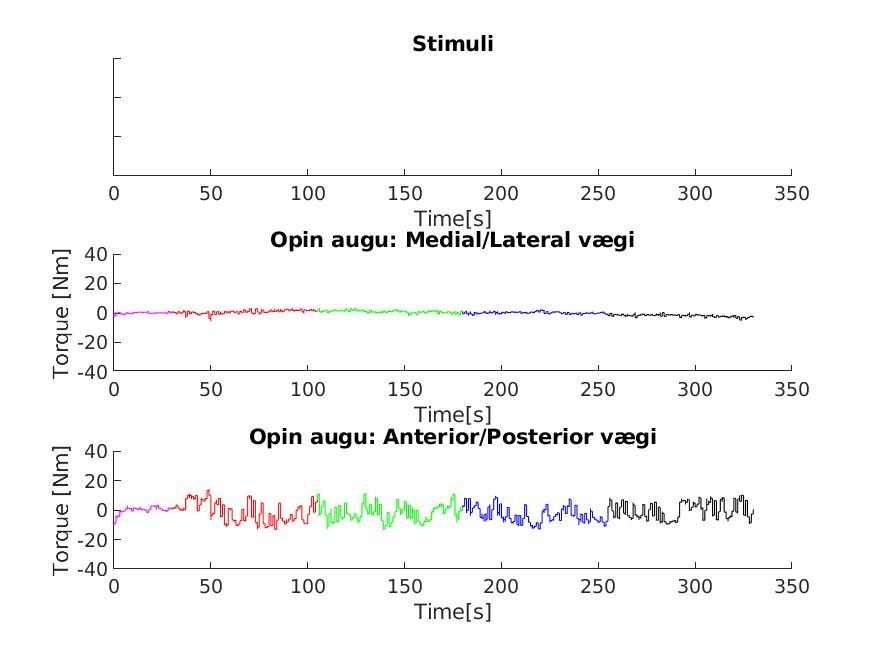 Stimuli
0 50 100 150 200 250 300 350
Time[s]
Opin augu: Medial/Lateral vægi
Torque [Nm]
40
20
0
-20
-40
0 50 100 150 200 250 300 350
Time[s]
Opin augu: Anterior/Posterior vægi
Torque [Nm]
40
20
0
-20
-40
0 50 100 150 200 250 300 350
Time[s]